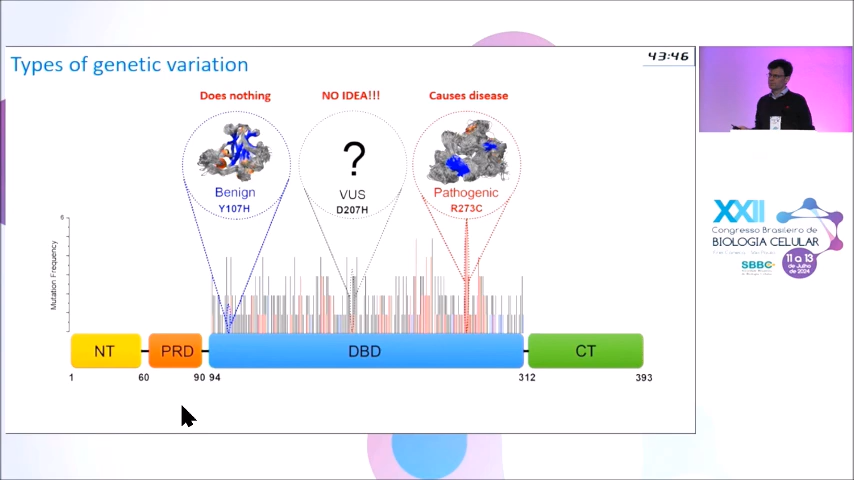 Types of genetic variation
43:46
Does nothing
NO IDEA!!!
Causes disease
?
Benign
Y107H
VUS
D207H
Pathogenic
R273C
6
Mutation Frequency
NT
PRD
DBD
CT
1
60
90
94
312
393
XXII
Congresso Brasileiro de
BIOLOGIA CELULAR
SBBC
11 a 13
de Julho
de 2024